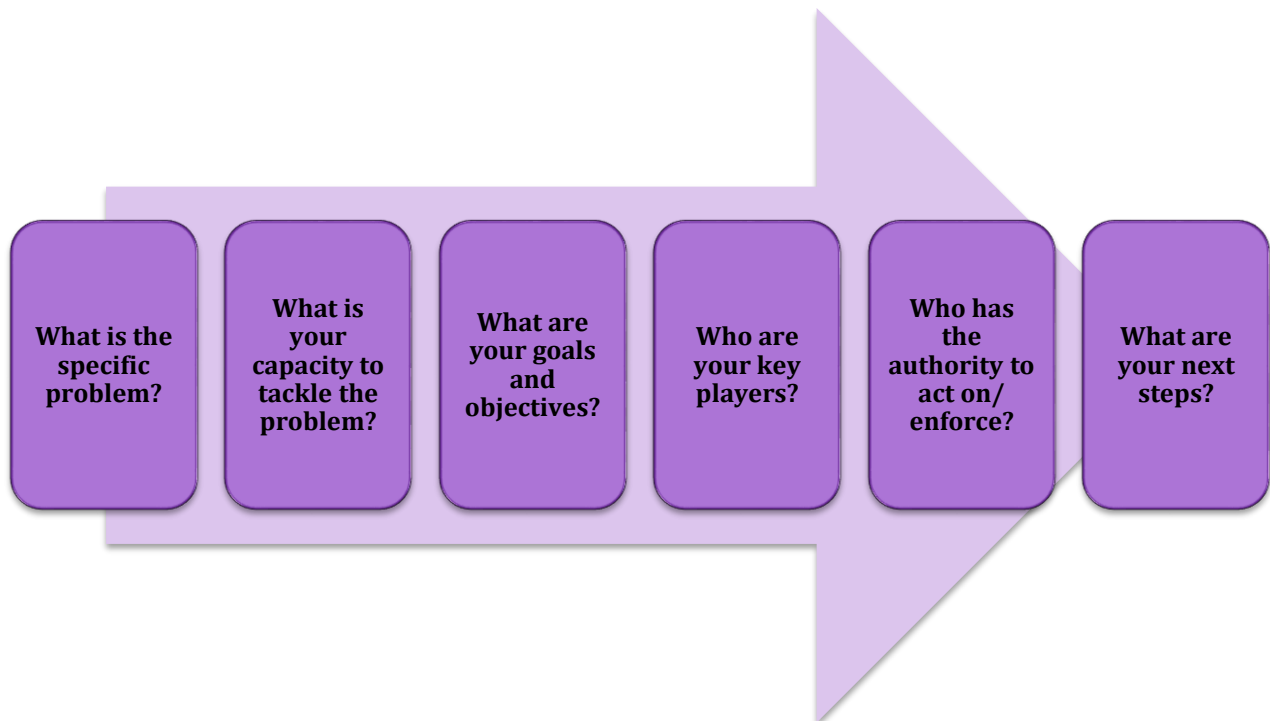 What is the
specific
problem?
What is
your
capacity to
tackle the
problem?
What are
your goals
and
objectives?
Who are
your key
players?
Who has
the
authority to
act on/
enforce?
What are
your next
steps?